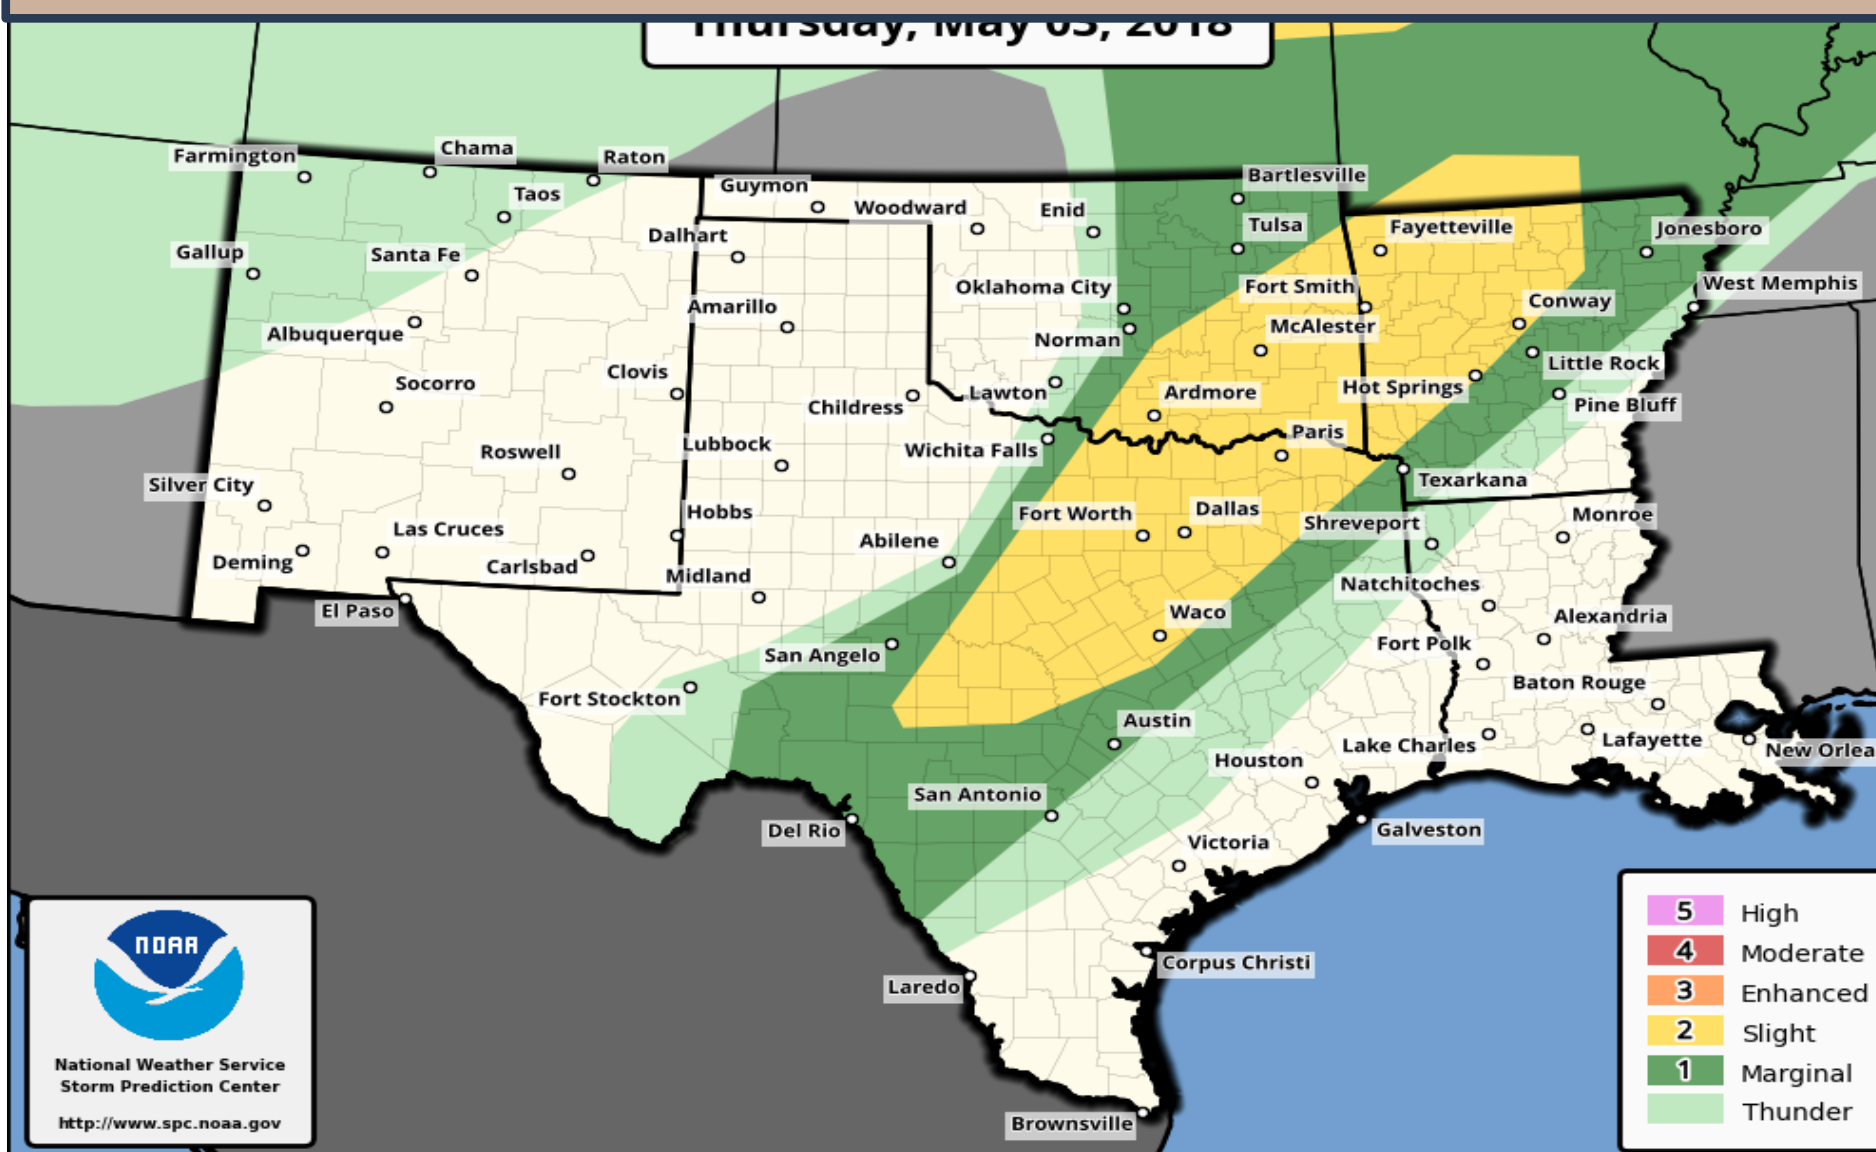 Thursday, May 03, 2018
Farmington
Chama
Raton
Taos
Guymon
Woodward
Enid
Bartlesville
Tulsa
Fayetteville
Jonesboro
Gallup
Santa Fe
Dalhart
Oklahoma City
Fort Smith
Conway
West Memphis
Albuquerque
Amarillo
Norman
McAlester
Little Rock
Socorro
Clovis
Childress
Lawton
Ardmore
Hot Springs
Pine Bluff
Roswell
Lubbock
Wichita Falls
Paris
Texarkana
Silver City
Las Cruces
Hobbs
Abilene
Fort Worth
Dallas
Shreveport
Monroe
Deming
Carlsbad
Midland
Natchitoches
El Paso
Waco
Alexandria
San Angelo
Fort Polk
Fort Stockton
Baton Rouge
Austin
Houston
Lake Charles
Lafayette
New Orlea
San Antonio
Del Rio
Galveston
Victoria
Corpus Christi
Laredo
Brownsville
NOAA
National Weather Service
Storm Prediction Center
http://www.spc.noaa.gov
5 High
4 Moderate
3 Enhanced
2 Slight
1 Marginal
Thunder